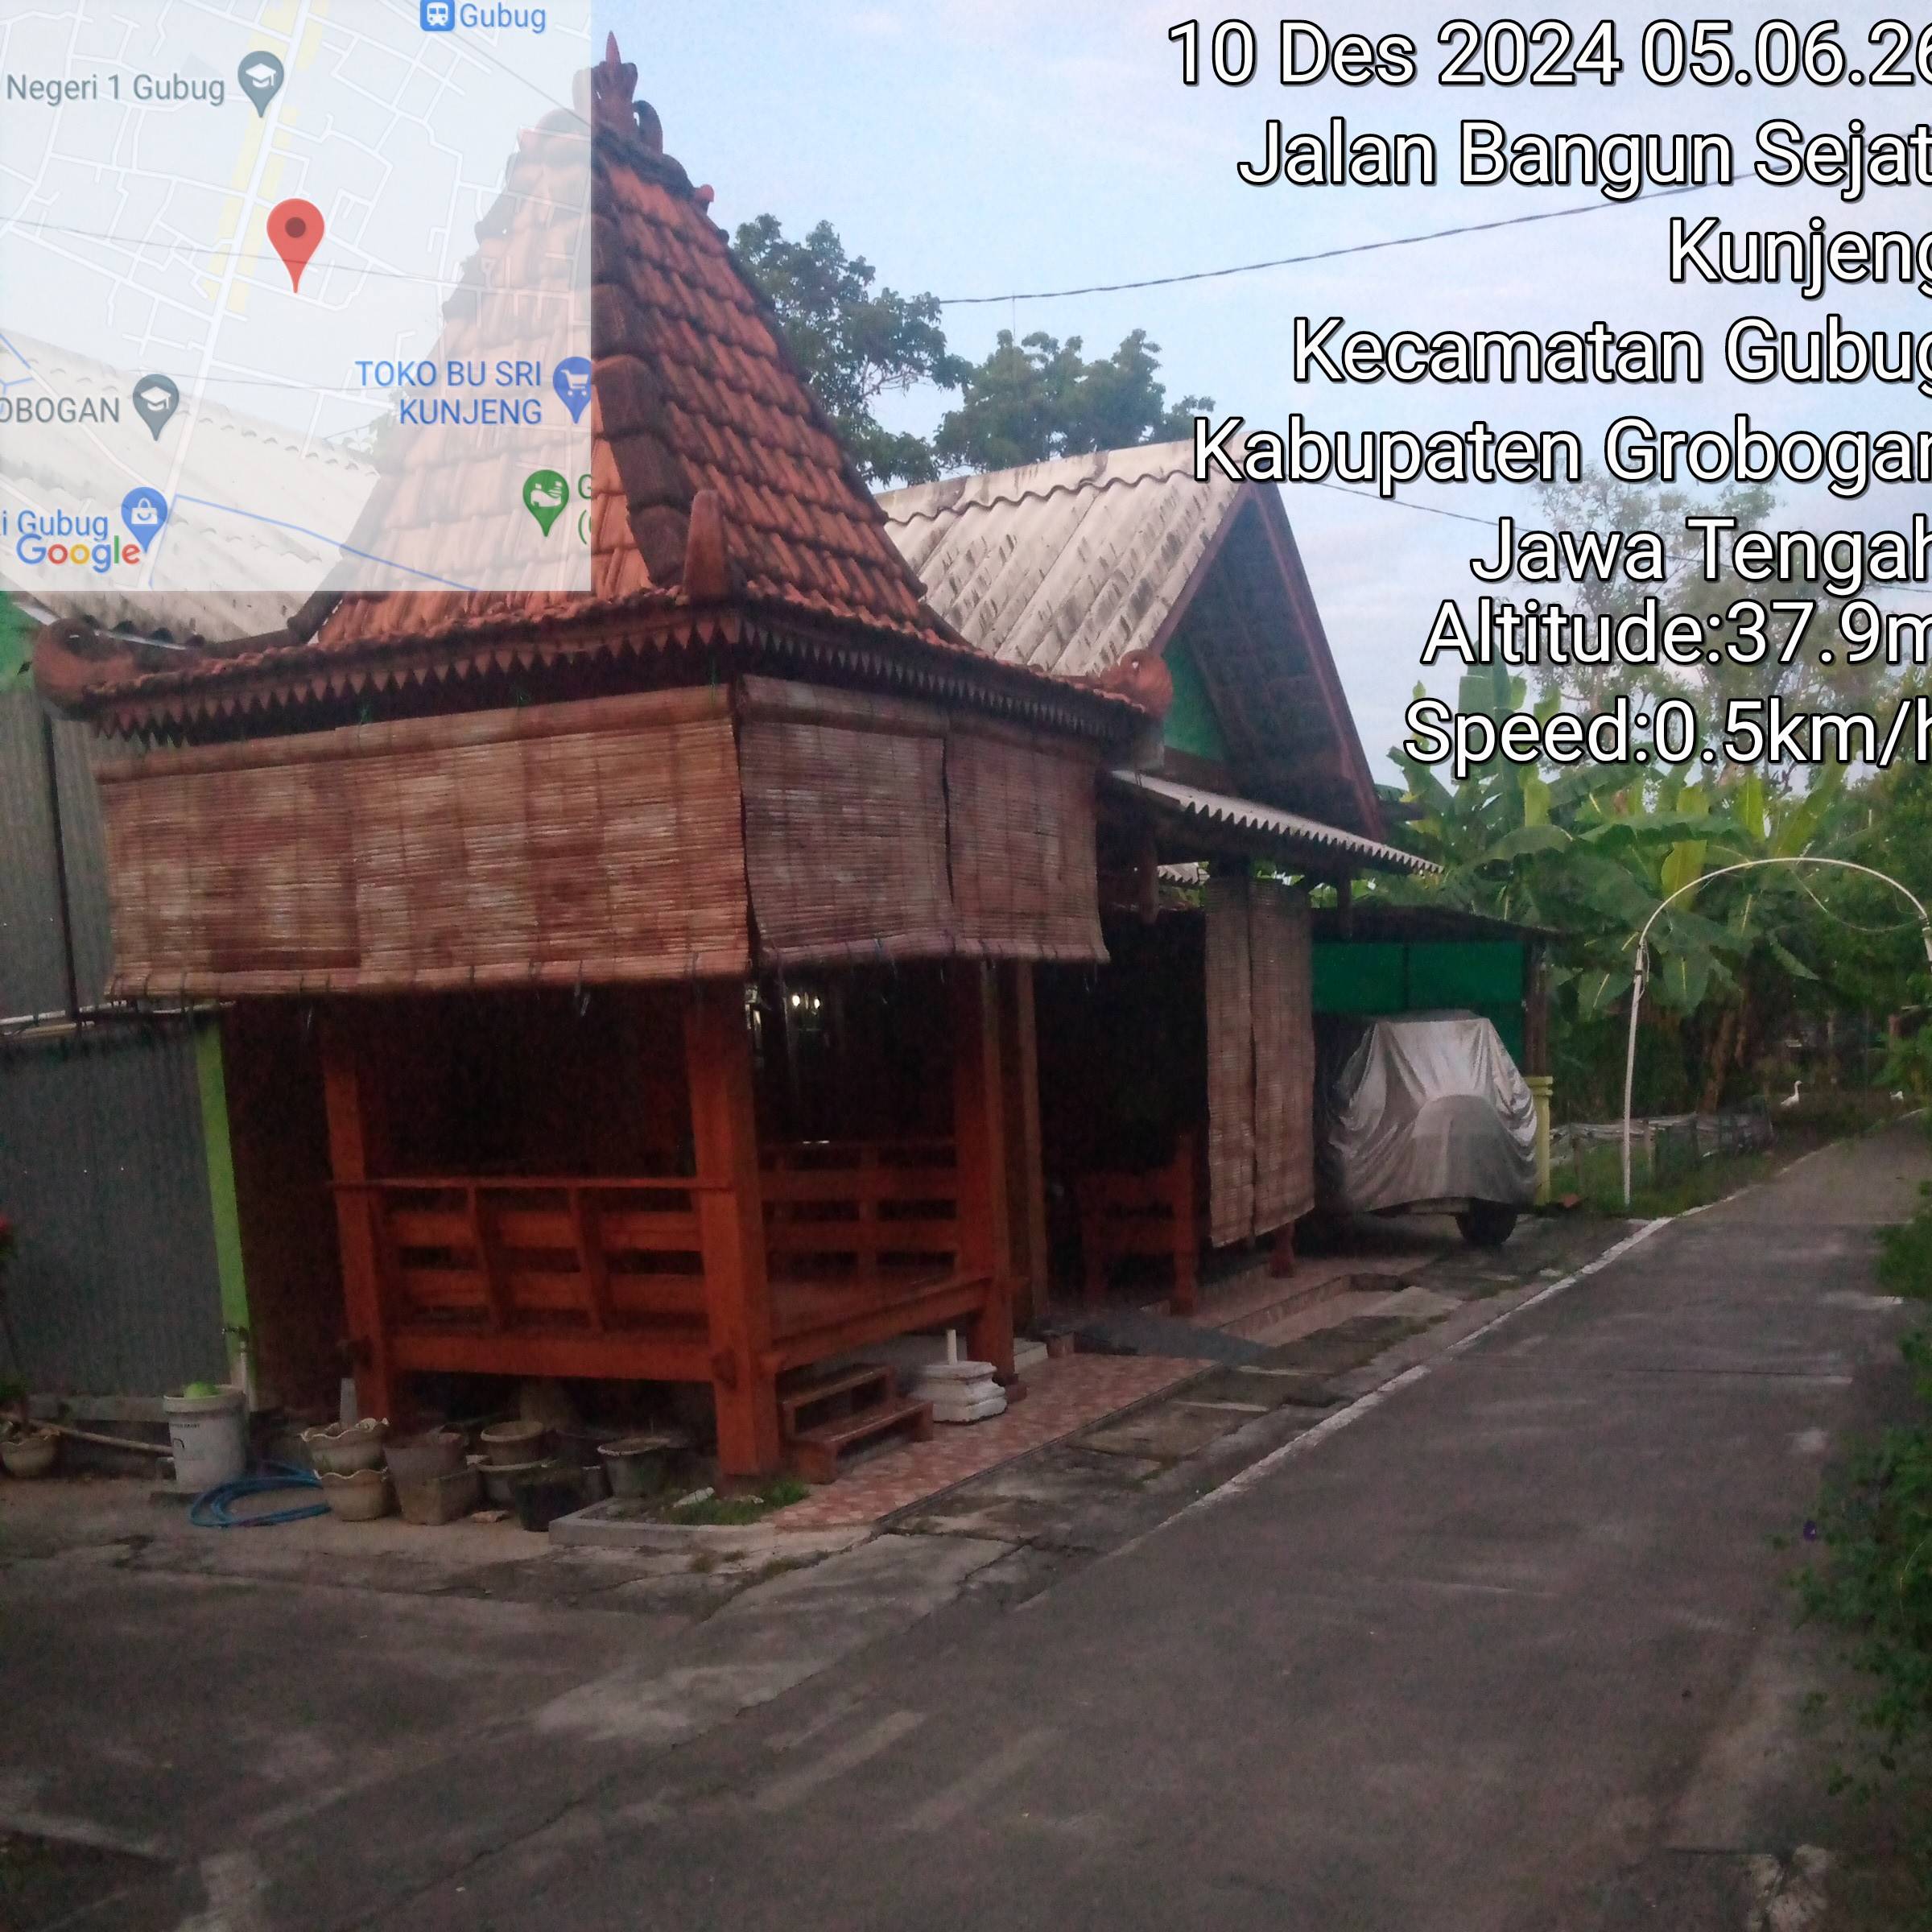 Gubug
Negeri 1 Gubug
TOKO BU SRI
KUNJENG
OBOGAN
i Gubug
Google
10 Des 2024 05.06.26
Jalan Bangun Sejat
Kunjeng
Kecamatan Gubug
Kabupaten Grobogan
Jawa Tengah
Altitude:37.9m
Speed:0.5km/h